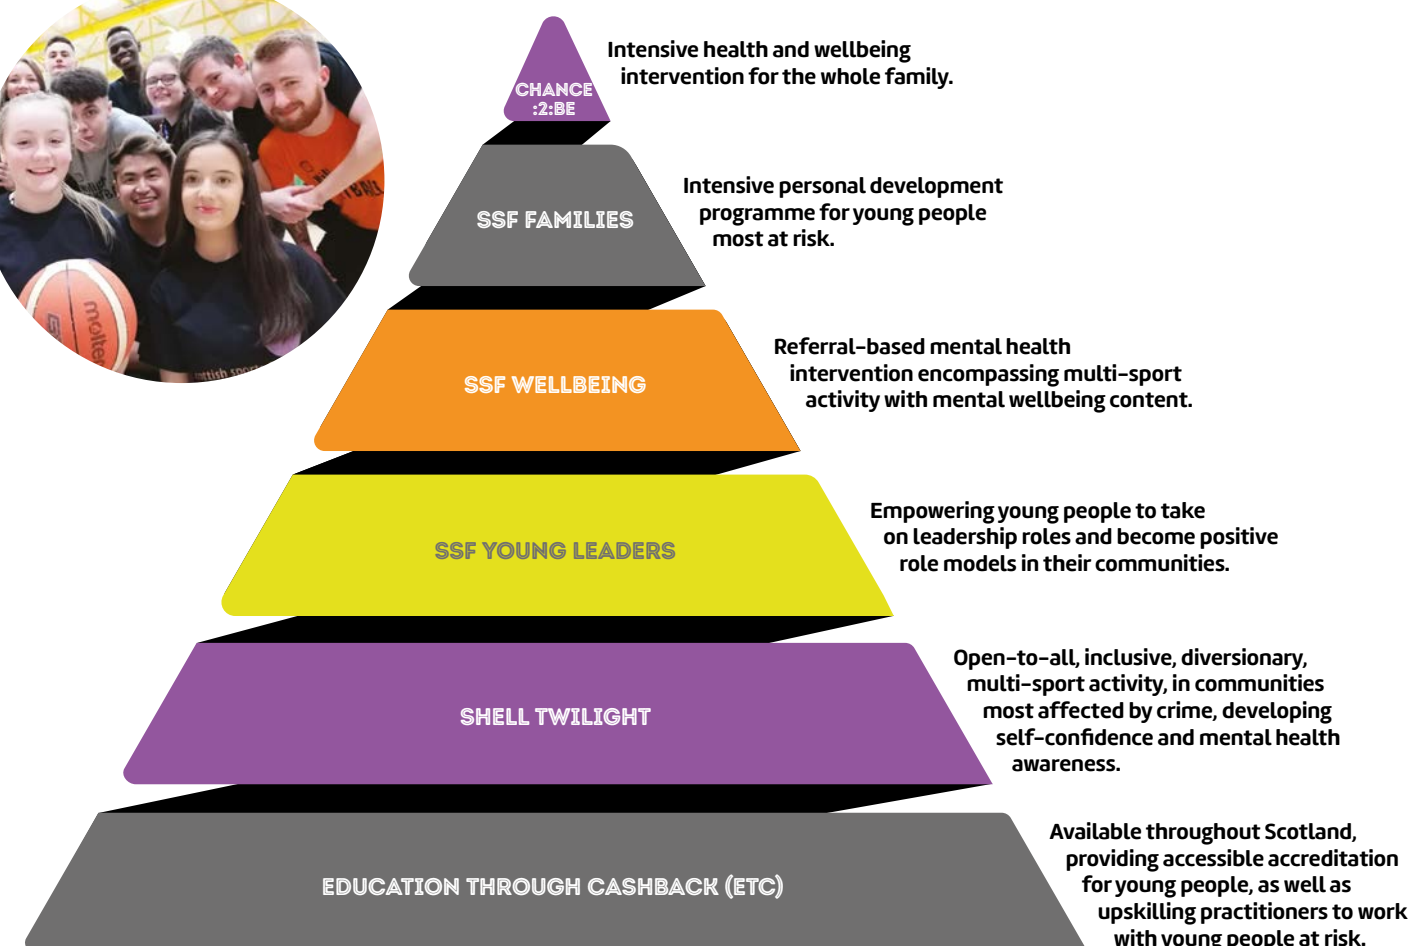 CHANCE
:2:BE
Intensive health and wellbeing
intervention for the whole family.
SSF FAMILIES
Intensive personal development
programme for young people
most at risk.
SSF WELLBEING
Referral-based mental health
intervention encompassing multi-sport
activity with mental wellbeing content.
SSF YOUNG LEADERS
Empowering young people to take
on leadership roles and become positive
role models in their communities.
SHELL TWILIGHT
Open-to-all, inclusive, diversionary,
multi-sport activity, in communities
most affected by crime, developing
self-confidence and mental health
awareness.
EDUCATION THROUGH CASHBACK (ETC)
Available throughout Scotland,
providing accessible accreditation
for young people, as well as
upskilling practitioners to work
with young people at risk.
molten